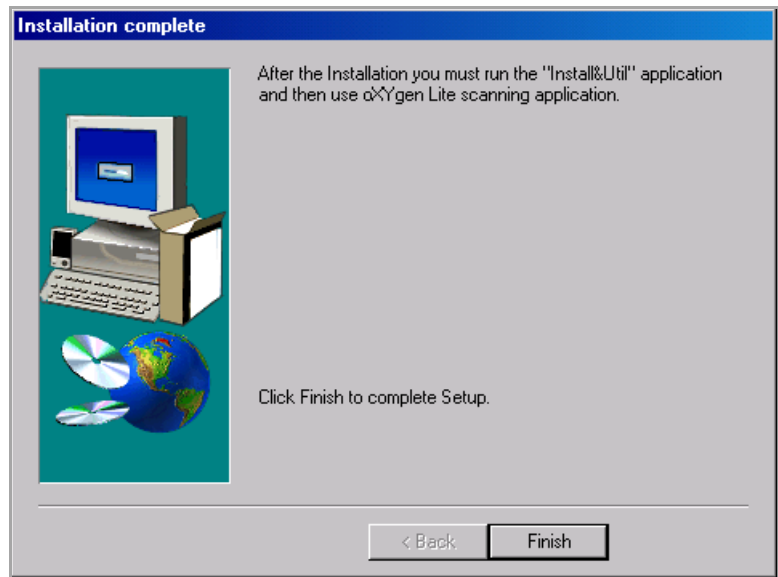 Installation complete
After the Installation you must run the "Install&Util" application
and then use oXYgen Lite scanning application.
Click Finish to complete Setup.
< Back
Finish